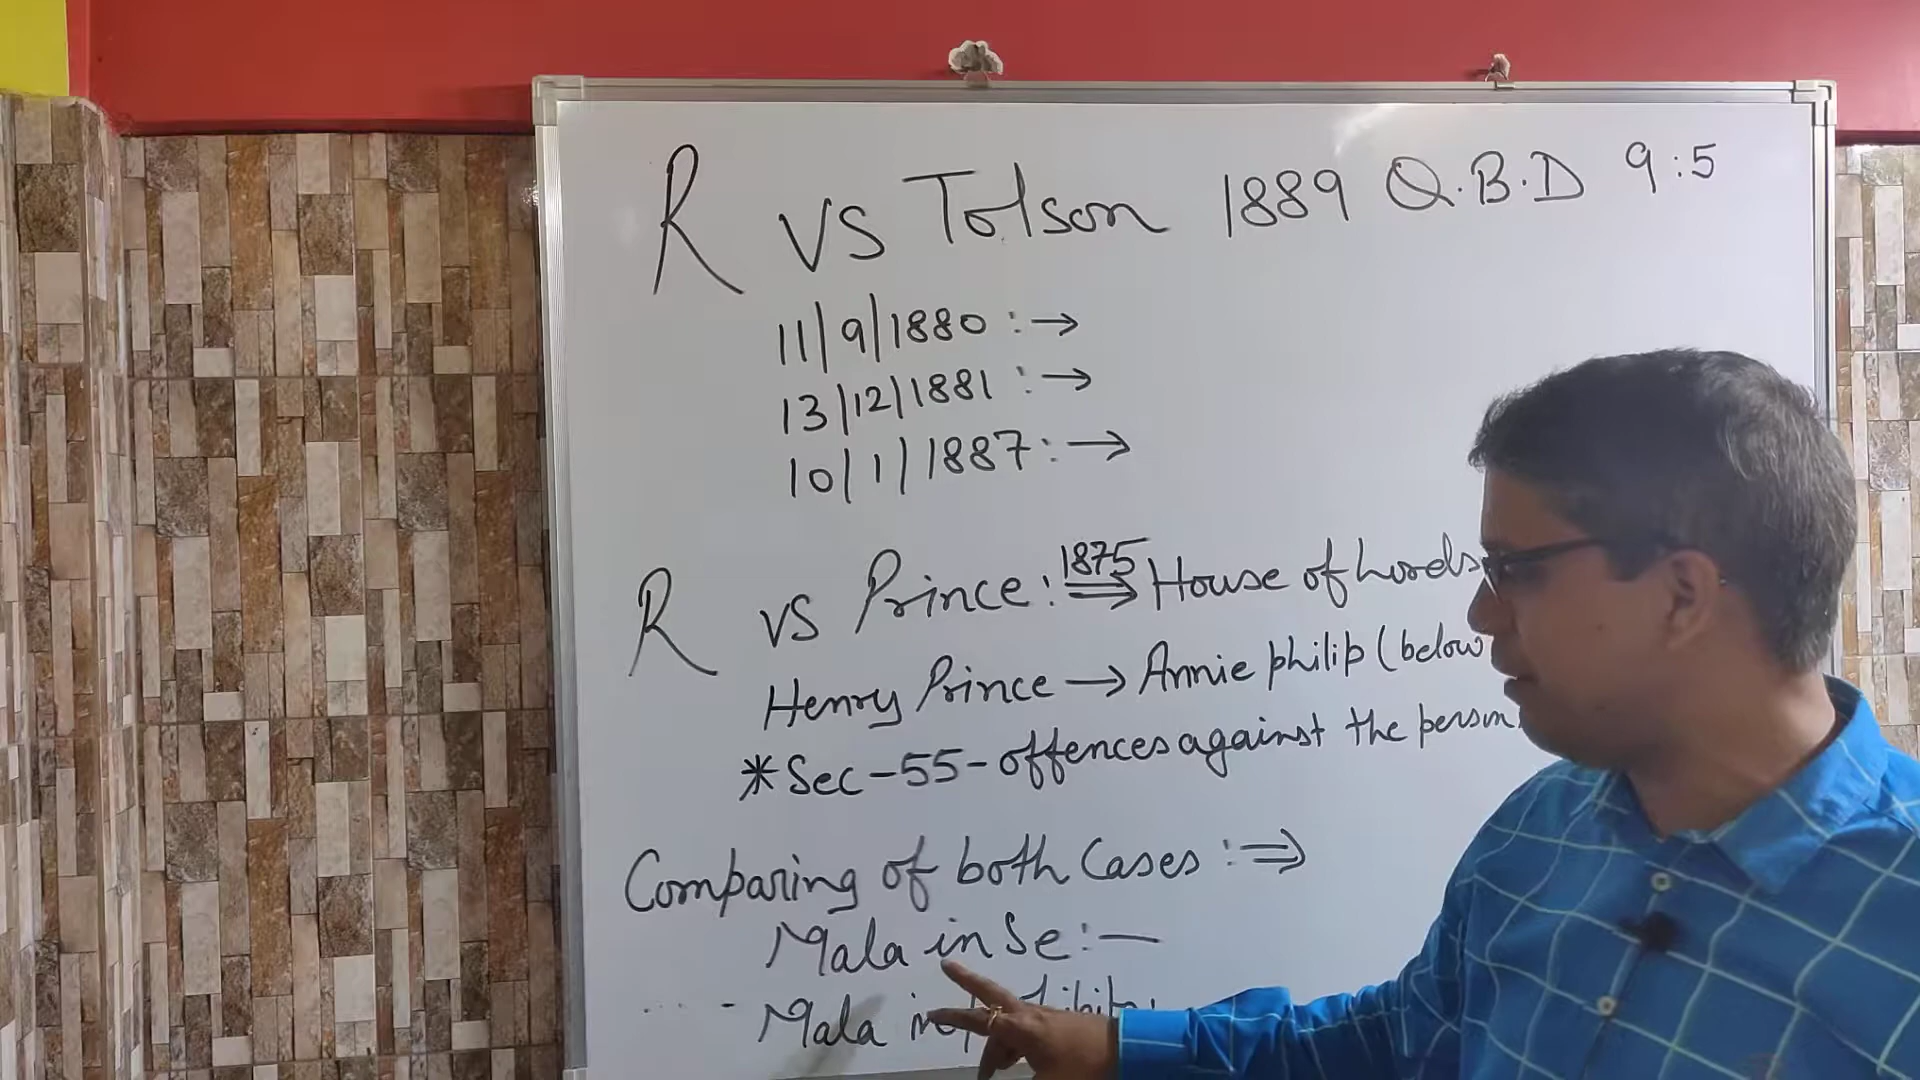 R vs Tolson 1889 Q.B.D 9:5
11/9/1880 :→
13/12/1881 :→
10/1/1887 :→
R vs Prince: 1875 ⇒ House of Lords
Henry Prince → Annie philip (below
*Sec-55-offences against the person
Comparing of both Cases :⇒
Mala in Se:-
Mala in